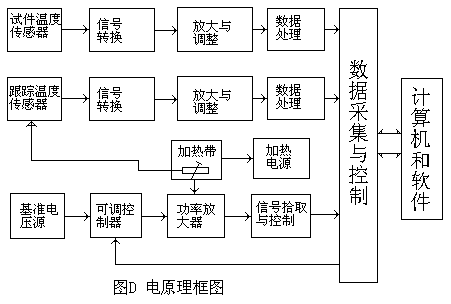 试件温度
传感器
信号
转换
放大与
调整
数据
处理
跟踪温度
传感器
信号
转换
放大与
调整
数据
处理
数据采集与控制
计算机和软件
加热带
加热
电源
基准电
压源
可调控
制器
功率放
大器
信号拾取
与控制
图D 电原理框图